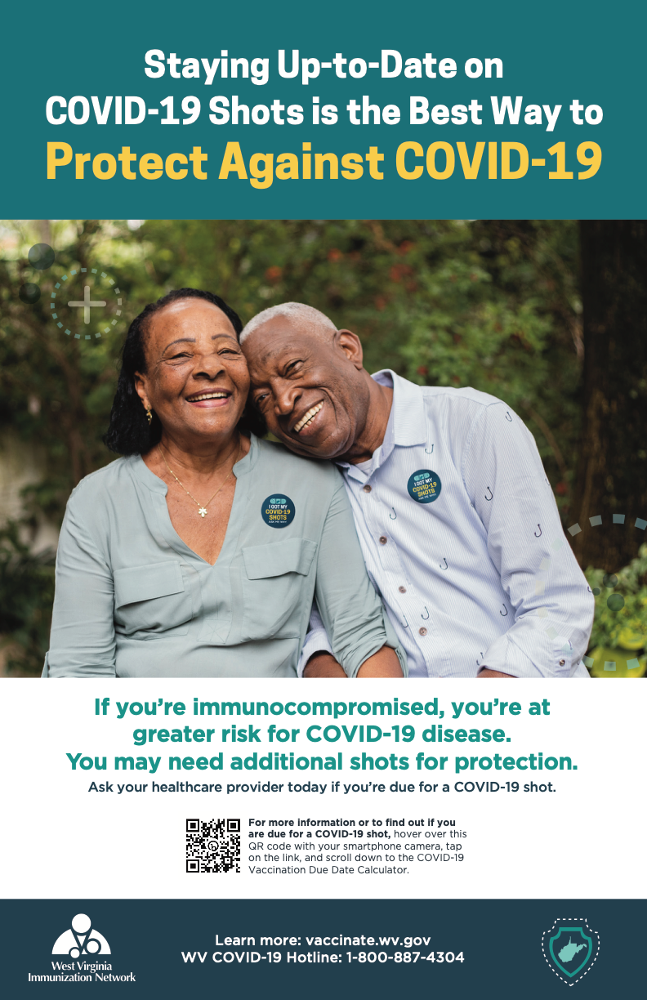 Staying Up-to-Date on
COVID-19 Shots is the Best Way to
Protect Against COVID-19
I GOT MY
COVID-19
SHOTS
ASK ME WHY
I GOT MY
COVID-19
SHOTS
ASK ME WHY
If you're immunocompromised, you're at
greater risk for COVID-19 disease.
You may need additional shots for protection.
Ask your healthcare provider today if you're due for a COVID-19 shot.
For more information or to find out if you
are due for a COVID-19 shot, hover over this
QR code with your smartphone camera, tap
on the link, and scroll down to the COVID-19
Vaccination Due Date Calculator.
West Virginia
Immunization Network
Learn more: vaccinate.wv.gov
WV COVID-19 Hotline: 1-800-887-4304